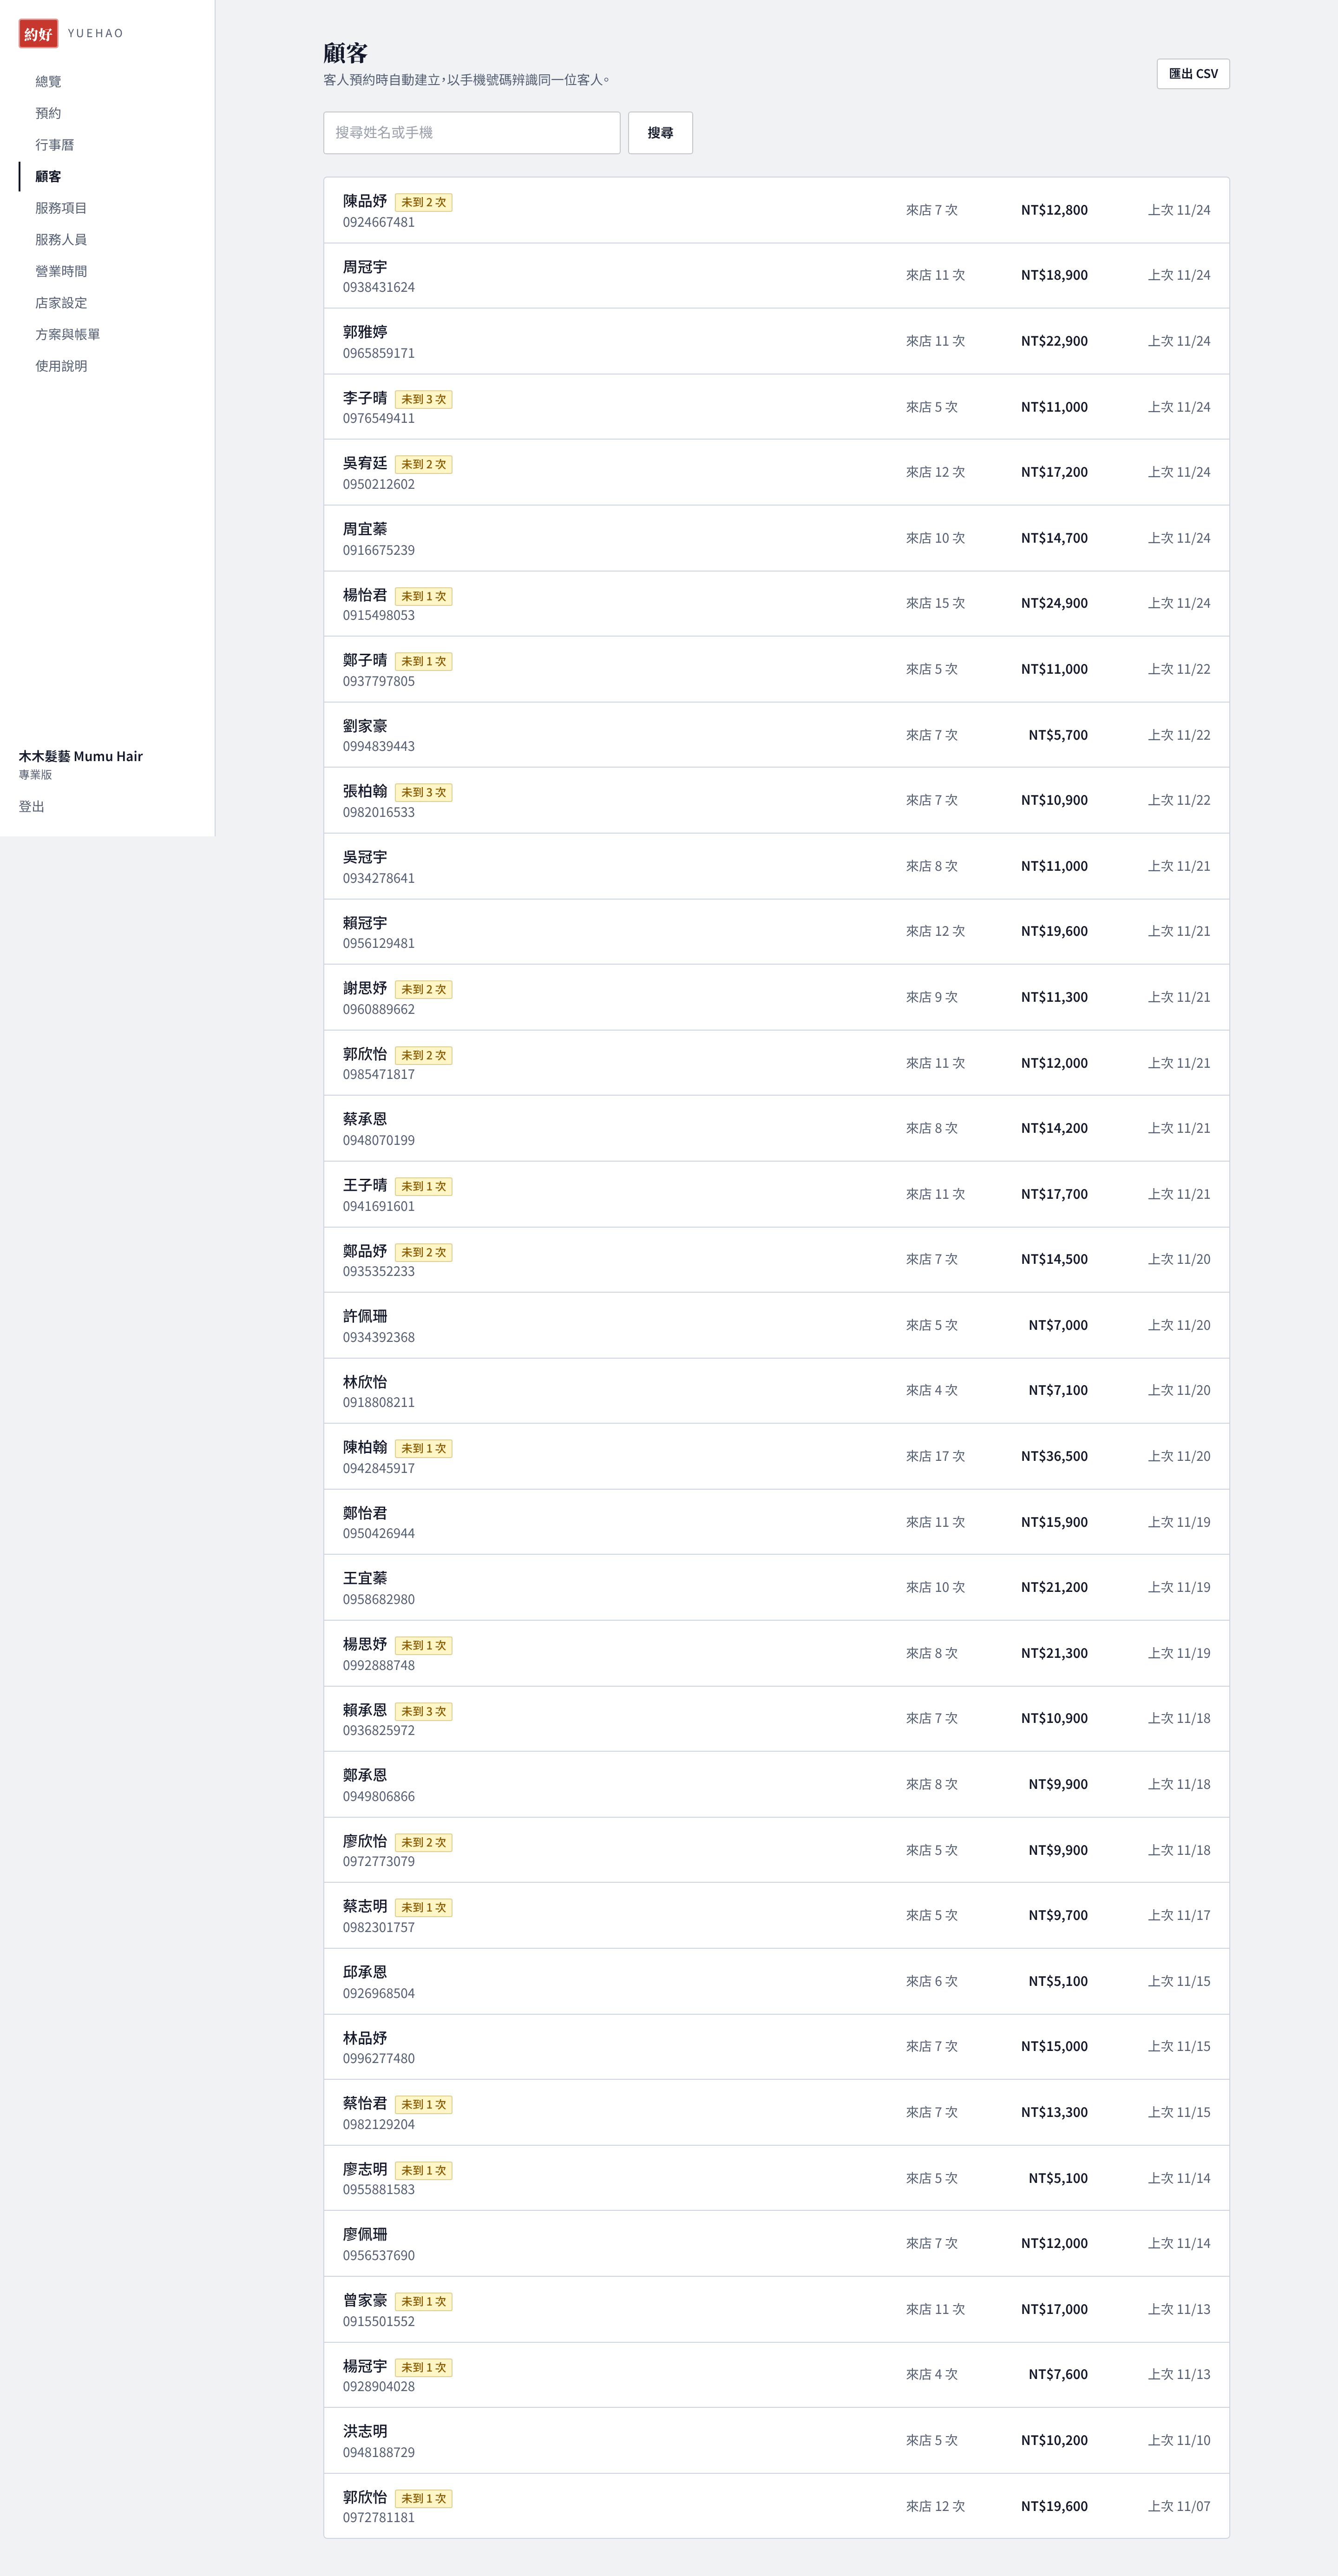 約好 YUEHAO
總覽
預約
行事曆
顧客
服務項目
服務人員
營業時間
店家設定
方案與帳單
使用說明
木木髮藝 Mumu Hair
專業版
登出
顧客
客人預約時自動建立，以手機號碼辨識同一位客人。
匯出 CSV
搜尋姓名或手機 搜尋
陳品妤 未到 2 次
0924667481
來店 7 次 NT$12,800 上次 11/24
周冠宇
0938431624
來店 11 次 NT$18,900 上次 11/24
郭雅婷
0965859171
來店 11 次 NT$22,900 上次 11/24
李子晴 未到 3 次
0976549411
來店 5 次 NT$11,000 上次 11/24
吳宥廷 未到 2 次
0950212602
來店 12 次 NT$17,200 上次 11/24
周宜蓁
0916675239
來店 10 次 NT$14,700 上次 11/24
楊怡君 未到 1 次
0915498053
來店 15 次 NT$24,900 上次 11/24
鄭子晴 未到 1 次
0937797805
來店 5 次 NT$11,000 上次 11/22
劉家豪
0994839443
來店 7 次 NT$5,700 上次 11/22
張柏翰 未到 3 次
0982016533
來店 7 次 NT$10,900 上次 11/22
吳冠宇
0934278641
來店 8 次 NT$11,000 上次 11/21
賴冠宇
0956129481
來店 12 次 NT$19,600 上次 11/21
謝思妤 未到 2 次
0960889662
來店 9 次 NT$11,300 上次 11/21
郭欣怡 未到 2 次
0985471817
來店 11 次 NT$12,000 上次 11/21
蔡承恩
0948070199
來店 8 次 NT$14,200 上次 11/21
王子晴 未到 1 次
0941691601
來店 11 次 NT$17,700 上次 11/21
鄭品妤 未到 2 次
0935352233
來店 7 次 NT$14,500 上次 11/20
許佩珊
0934392368
來店 5 次 NT$7,000 上次 11/20
林欣怡
0918808211
來店 4 次 NT$7,100 上次 11/20
陳柏翰 未到 1 次
0942845917
來店 17 次 NT$36,500 上次 11/20
鄭怡君
0950426944
來店 11 次 NT$15,900 上次 11/19
王宜蓁
0958682980
來店 10 次 NT$21,200 上次 11/19
楊思妤 未到 1 次
0992888748
來店 8 次 NT$21,300 上次 11/19
賴承恩 未到 3 次
0936825972
來店 7 次 NT$10,900 上次 11/18
鄭承恩
0949806866
來店 8 次 NT$9,900 上次 11/18
廖欣怡 未到 2 次
0972773079
來店 5 次 NT$9,900 上次 11/18
蔡志明 未到 1 次
0982301757
來店 5 次 NT$9,700 上次 11/17
邱承恩
0926968504
來店 6 次 NT$5,100 上次 11/15
林品妤
0996277480
來店 7 次 NT$15,000 上次 11/15
蔡怡君 未到 1 次
0982129204
來店 7 次 NT$13,300 上次 11/15
廖志明 未到 1 次
0955881583
來店 5 次 NT$5,100 上次 11/14
廖佩珊
0956537690
來店 7 次 NT$12,000 上次 11/14
曾家豪 未到 1 次
0915501552
來店 11 次 NT$17,000 上次 11/13
楊冠宇 未到 1 次
0928904028
來店 4 次 NT$7,600 上次 11/13
洪志明
0948188729
來店 5 次 NT$10,200 上次 11/10
郭欣怡 未到 1 次
0972781181
來店 12 次 NT$19,600 上次 11/07